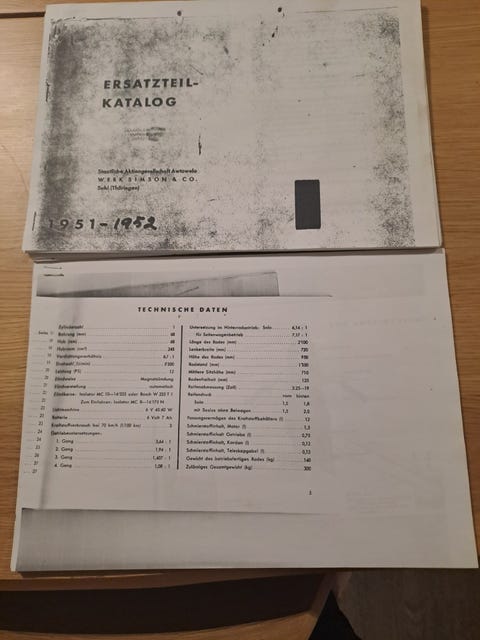 ERSATZTEIL-
KATALOG
Staatliche Aktiengesellschaft Awtowelo
WERK SIMSON & CO.
Suhl (Thüringen)
1951-1952
TECHNISCHE DATEN
Zylinderzahl 1
Bohrung (mm) 68
Hub (mm) 68
Hubraum (cm³) 248
Verdichtungsverhältnis 6,7 : 1
Drehzahl (U/min)
Leistung (PS) 12
Zündweise Magnetzündung
Zündverstellung automatisch
Zündkerze: Isolator MC 10—14/225 oder Bosch W 225 T 1
Zum Einfahren: Isolator MC 8—14/175 N
Lichtmaschine 6 V 45/60 W
Batterie 6 Volt 7 Ah
Kraftstoffverbrauch bei 70 km/h (l/100 km) 3
Getriebeübersetzungen:
1. Gang 3,64 : 1
2. Gang 1,94 : 1
3. Gang 1,407 : 1
4. Gang 1,08 : 1
Untersetzung im Hinterradantrieb: Solo 6,14 : 1
für Seitenwagenbetrieb 7,17 : 1
Länge des Rades (mm) 2100
Lenkerbreite (mm) 720
Höhe des Rades (mm) 950
Radstand (mm)
Mittlere Sitzhöhe (mm) 710
Bodenfreiheit (mm) 125
Reifenabmessung (Zoll) 3.25—19
Reifendruck: vorn hinten
Solo 1,5 1,8
mit Sozius ohne Beiwagen 1,5 2,0
Fassungsvermögen des Kraftstoffbehälters (l) 12
Schmierstoffinhalt, Motor (l) 1,5
Schmierstoffinhalt Getriebe (l) 0,75
Schmierstoffinhalt, Kardan (l) 0,12
Schmierstoffinhalt, Teleskopgabel (l) 0,13
Gewicht des betriebsfertigen Rades (kg) 140
Zulässiges Gesamtgewicht (kg) 300
3